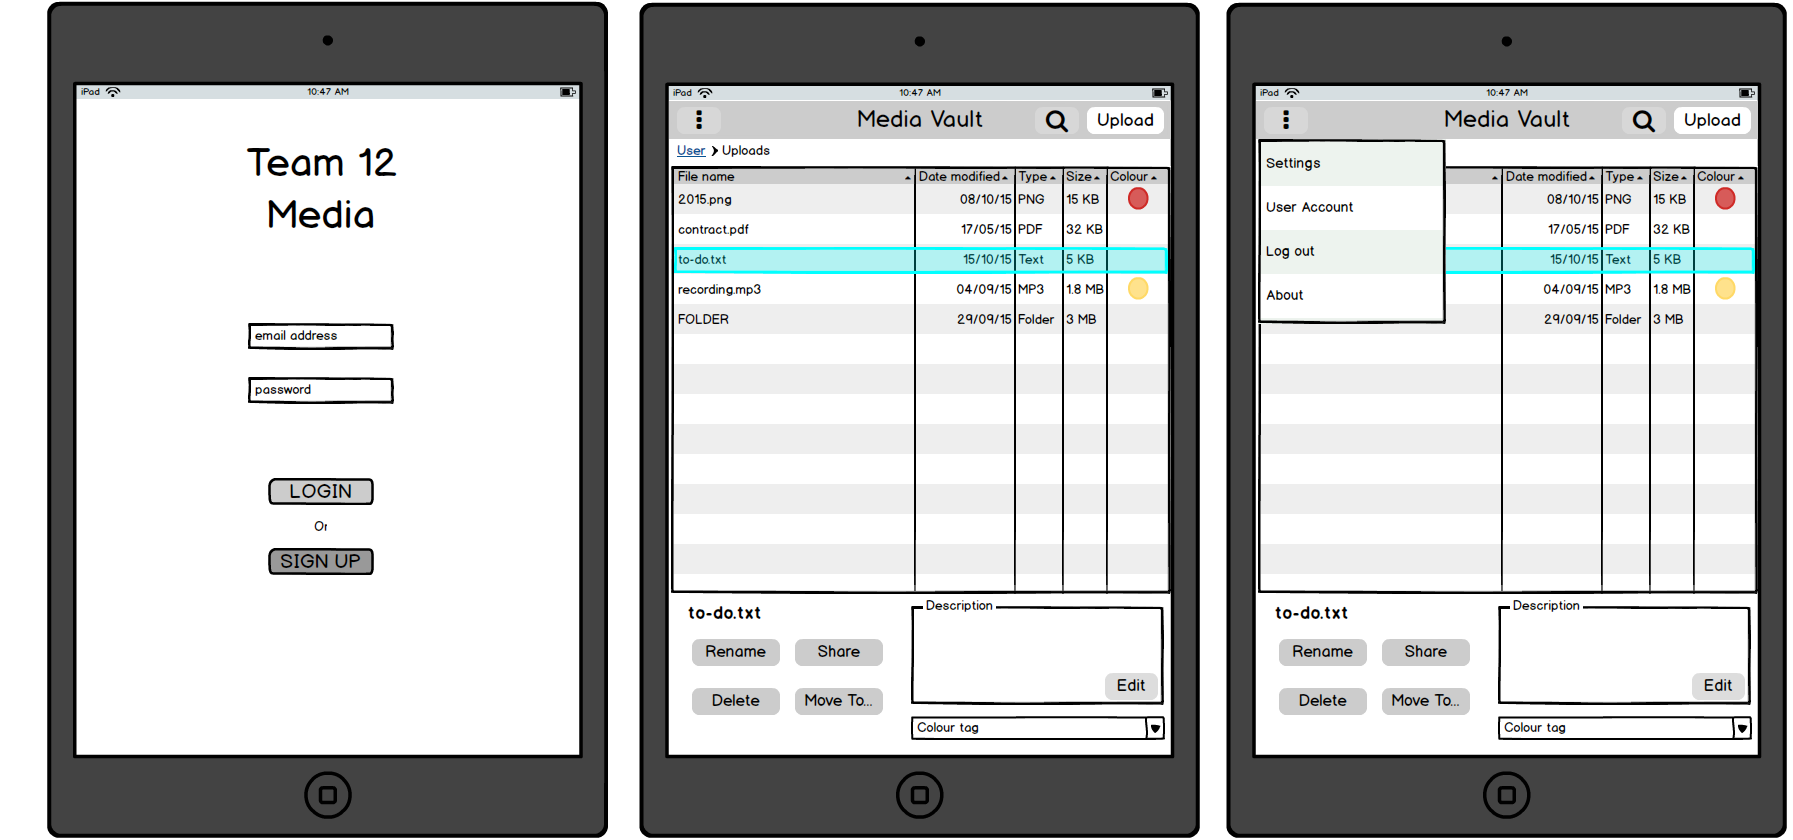 iPad 10:47 AM
Team 12
Media
email address
password
LOGIN
Or
SIGN UP
iPad 10:47 AM
Media Vault Upload
User Uploads
File name Date modified Type Size Colour
2015.png 08/10/15 PNG 15 KB
contract.pdf 17/05/15 PDF 32 KB
to-do.txt 15/10/15 Text 5 KB
recording.mp3 04/09/15 MP3 1.8 MB
FOLDER 29/09/15 Folder 3 MB
to-do.txt
Rename Share
Delete Move To...
Description
Edit
Colour tag
iPad 10:47 AM
Media Vault Upload
Settings
User Account
Log out
About
Date modified Type Size Colour
08/10/15 PNG 15 KB
17/05/15 PDF 32 KB
15/10/15 Text 5 KB
04/09/15 MP3 1.8 MB
29/09/15 Folder 3 MB
to-do.txt
Rename Share
Delete Move To...
Description
Edit
Colour tag